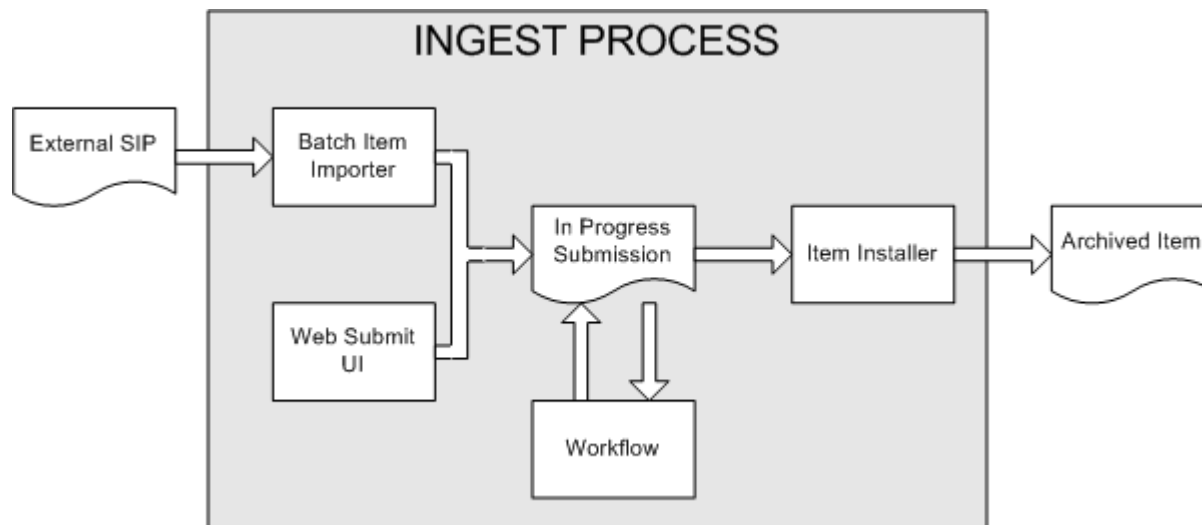 INGEST PROCESS
External SIP
Batch Item
Importer
In Progress
Submission
Item Installer
Archived Item
Web Submit
UI
Workflow